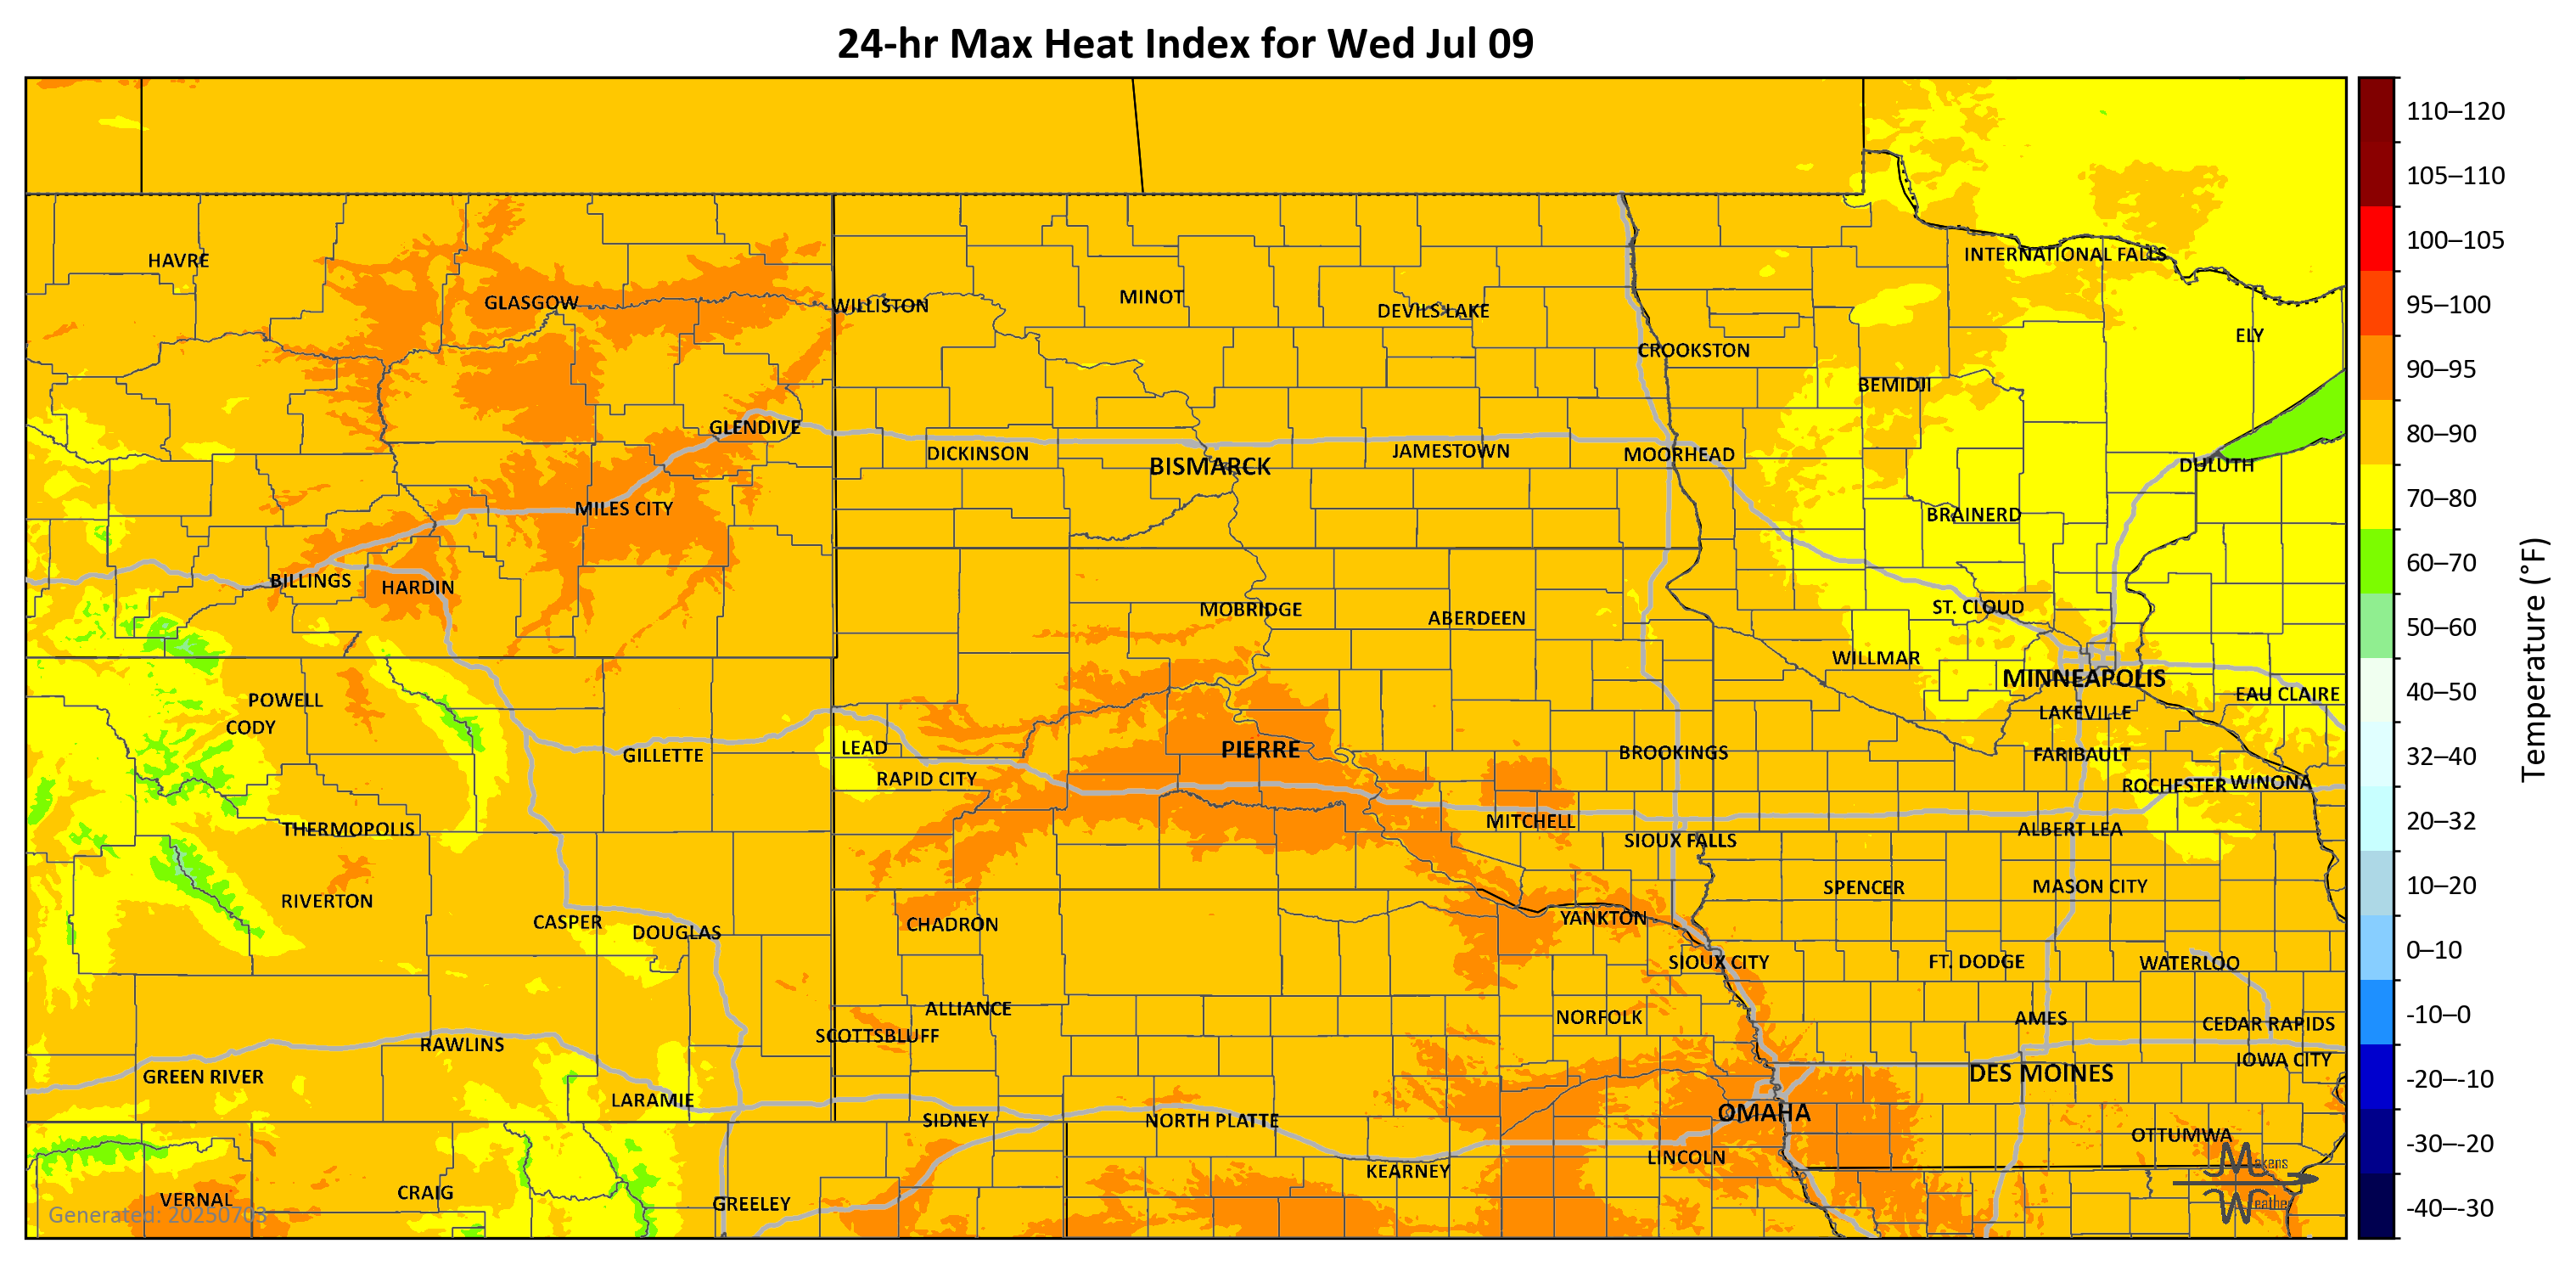 24-hr Max Heat Index for Wed Jul 09
HAVRE
GLASGOW
WILLISTON
MINOT
DEVILS LAKE
CROOKSTON
INTERNATIONAL FALLS
ELY
BEMIDJI
GLENDIVE
DICKINSON
BISMARCK
JAMESTOWN
MOORHEAD
DULUTH
MILES CITY
BRAINERD
BILLINGS
HARDIN
MOBRIDGE
ABERDEEN
ST. CLOUD
WILLMAR
MINNEAPOLIS
EAU CLAIRE
POWELL
CODY
LAKEVILLE
GILLETTE
LEAD
RAPID CITY
PIERRE
BROOKINGS
FARIBAULT
ROCHESTER
WINONA
THERMOPOLIS
MITCHELL
SIOUX FALLS
ALBERT LEA
RIVERTON
SPENCER
MASON CITY
CASPER
DOUGLAS
CHADRON
YANKTON
SIOUX CITY
FT. DODGE
WATERLOO
ALLIANCE
SCOTTSBLUFF
NORFOLK
AMES
CEDAR RAPIDS
RAWLINS
GREEN RIVER
IOWA CITY
DES MOINES
LARAMIE
SIDNEY
NORTH PLATTE
OMAHA
OTTUMWA
LINCOLN
KEARNEY
VERNAL
CRAIG
GREELEY
Generated: 20250703
Makens
Weather
110–120
105–110
100–105
95–100
90–95
80–90
70–80
60–70
50–60
40–50
32–40
20–32
10–20
0–10
-10–0
-20–-10
-30–-20
-40–-30
Temperature (°F)